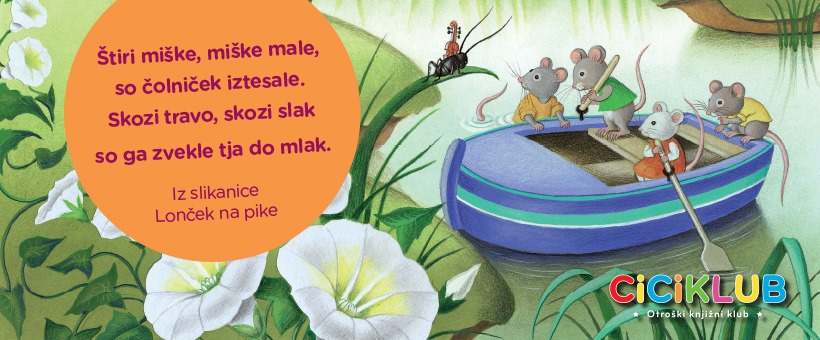 Štiri miške, miške male,
so čolniček iztesale.
Skozi travo, skozi slak
so ga zvekle tja do mlak.
Iz slikanice
Lonček na pike
CiCiKLUB
★ Otroški knjižni klub ★